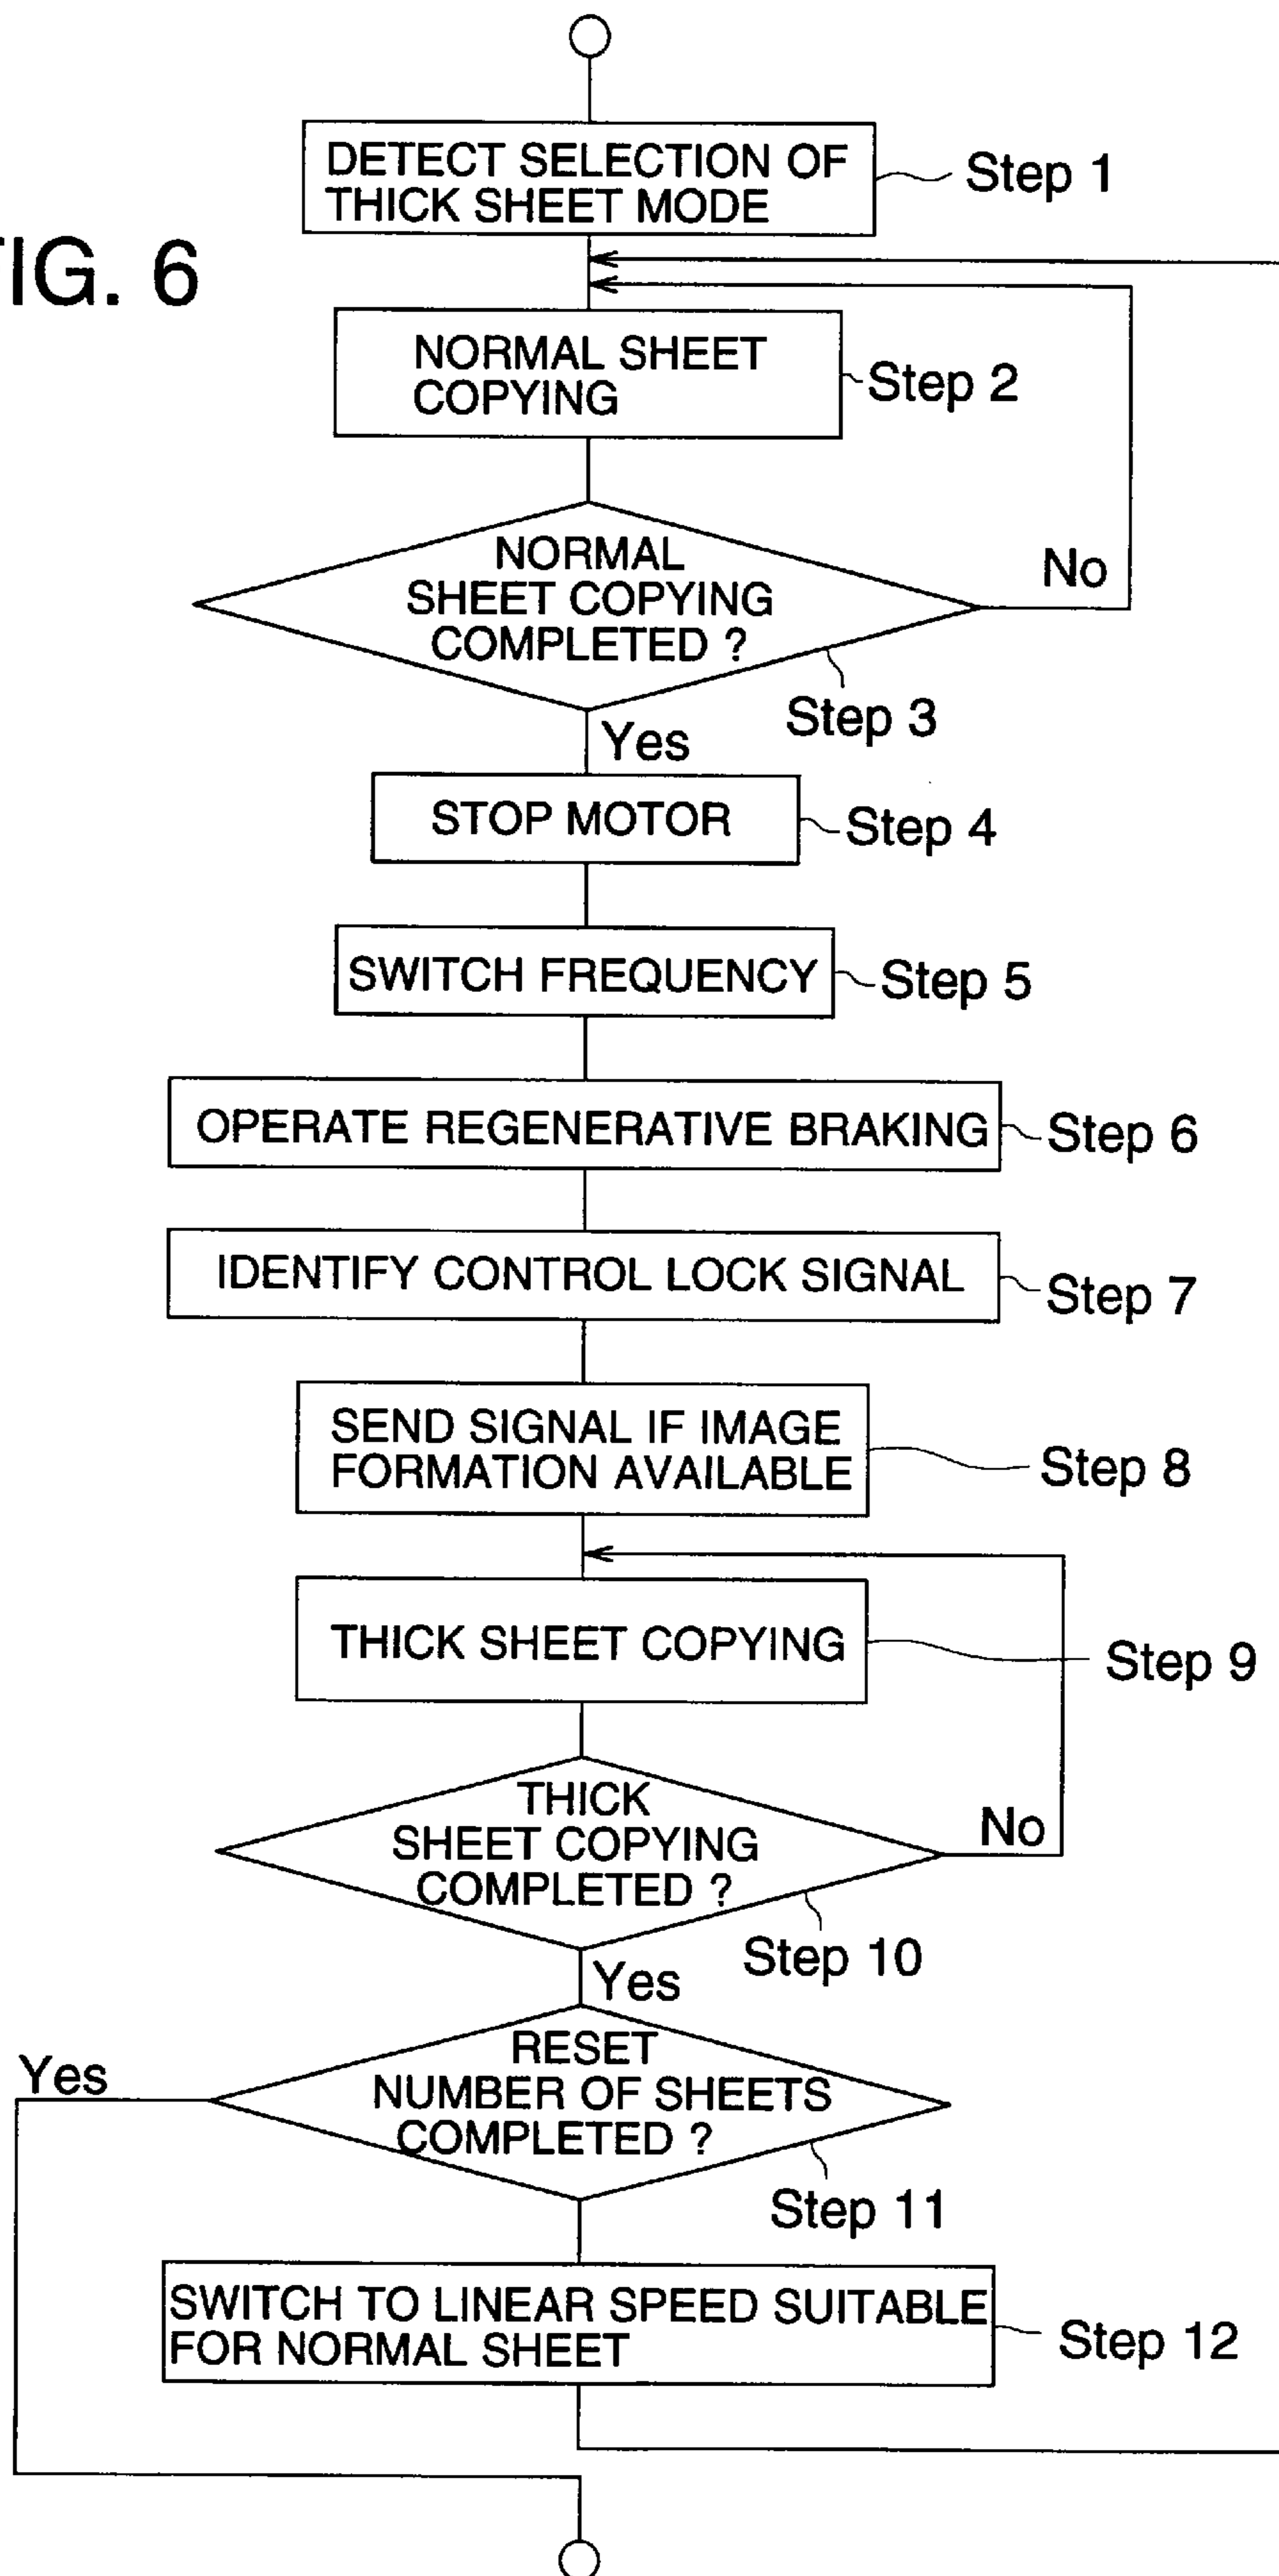 DETECT SELECTION OF
THICK SHEET MODE
Step 1
FIG. 6
NORMAL SHEET
COPYING
Step 2
NORMAL
SHEET COPYING
COMPLETED ?
No
Step 3
Yes
STOP MOTOR
Step 4
SWITCH FREQUENCY
Step 5
OPERATE REGENERATIVE BRAKING
Step 6
IDENTIFY CONTROL LOCK SIGNAL
Step 7
SEND SIGNAL IF IMAGE
FORMATION AVAILABLE
Step 8
THICK SHEET COPYING
Step 9
THICK
SHEET COPYING
COMPLETED ?
No
Step 10
Yes
RESET
NUMBER OF SHEETS
COMPLETED ?
Yes
Step 11
SWITCH TO LINEAR SPEED SUITABLE
FOR NORMAL SHEET
Step 12